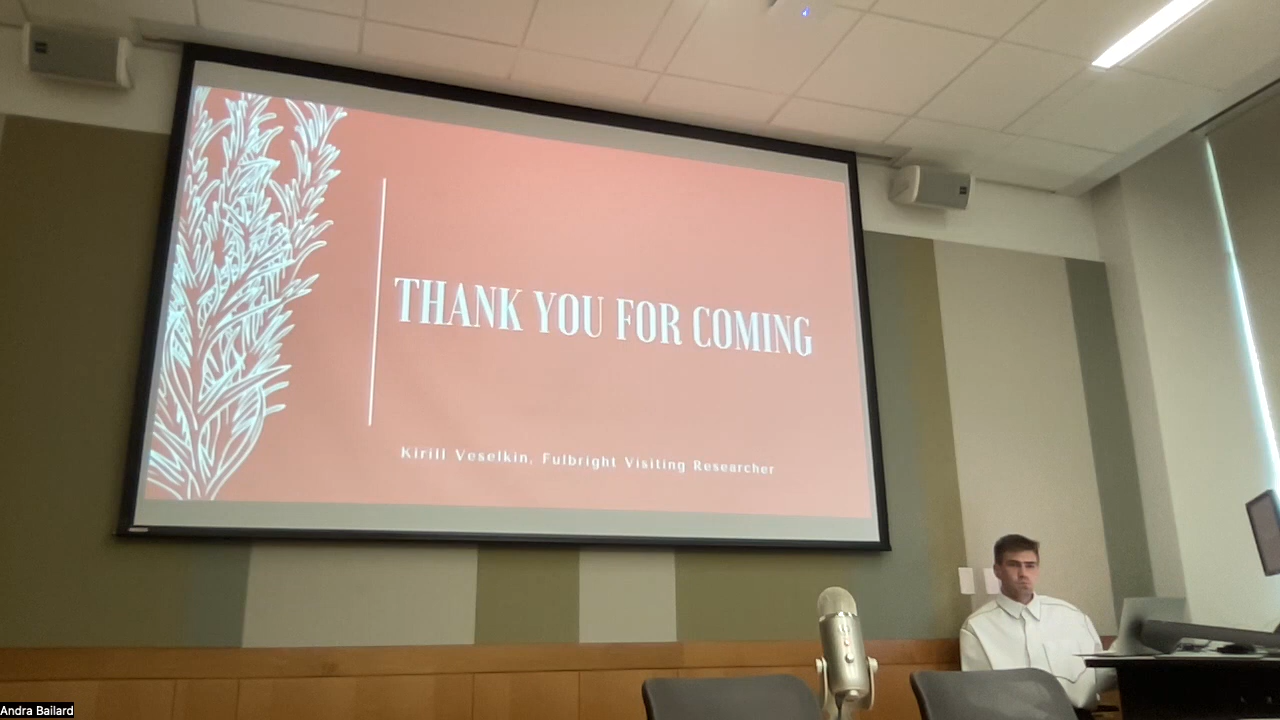 THANK YOU FOR COMING
Kirill Veselkin, Fulbright Visiting Researcher
Andra Bailard